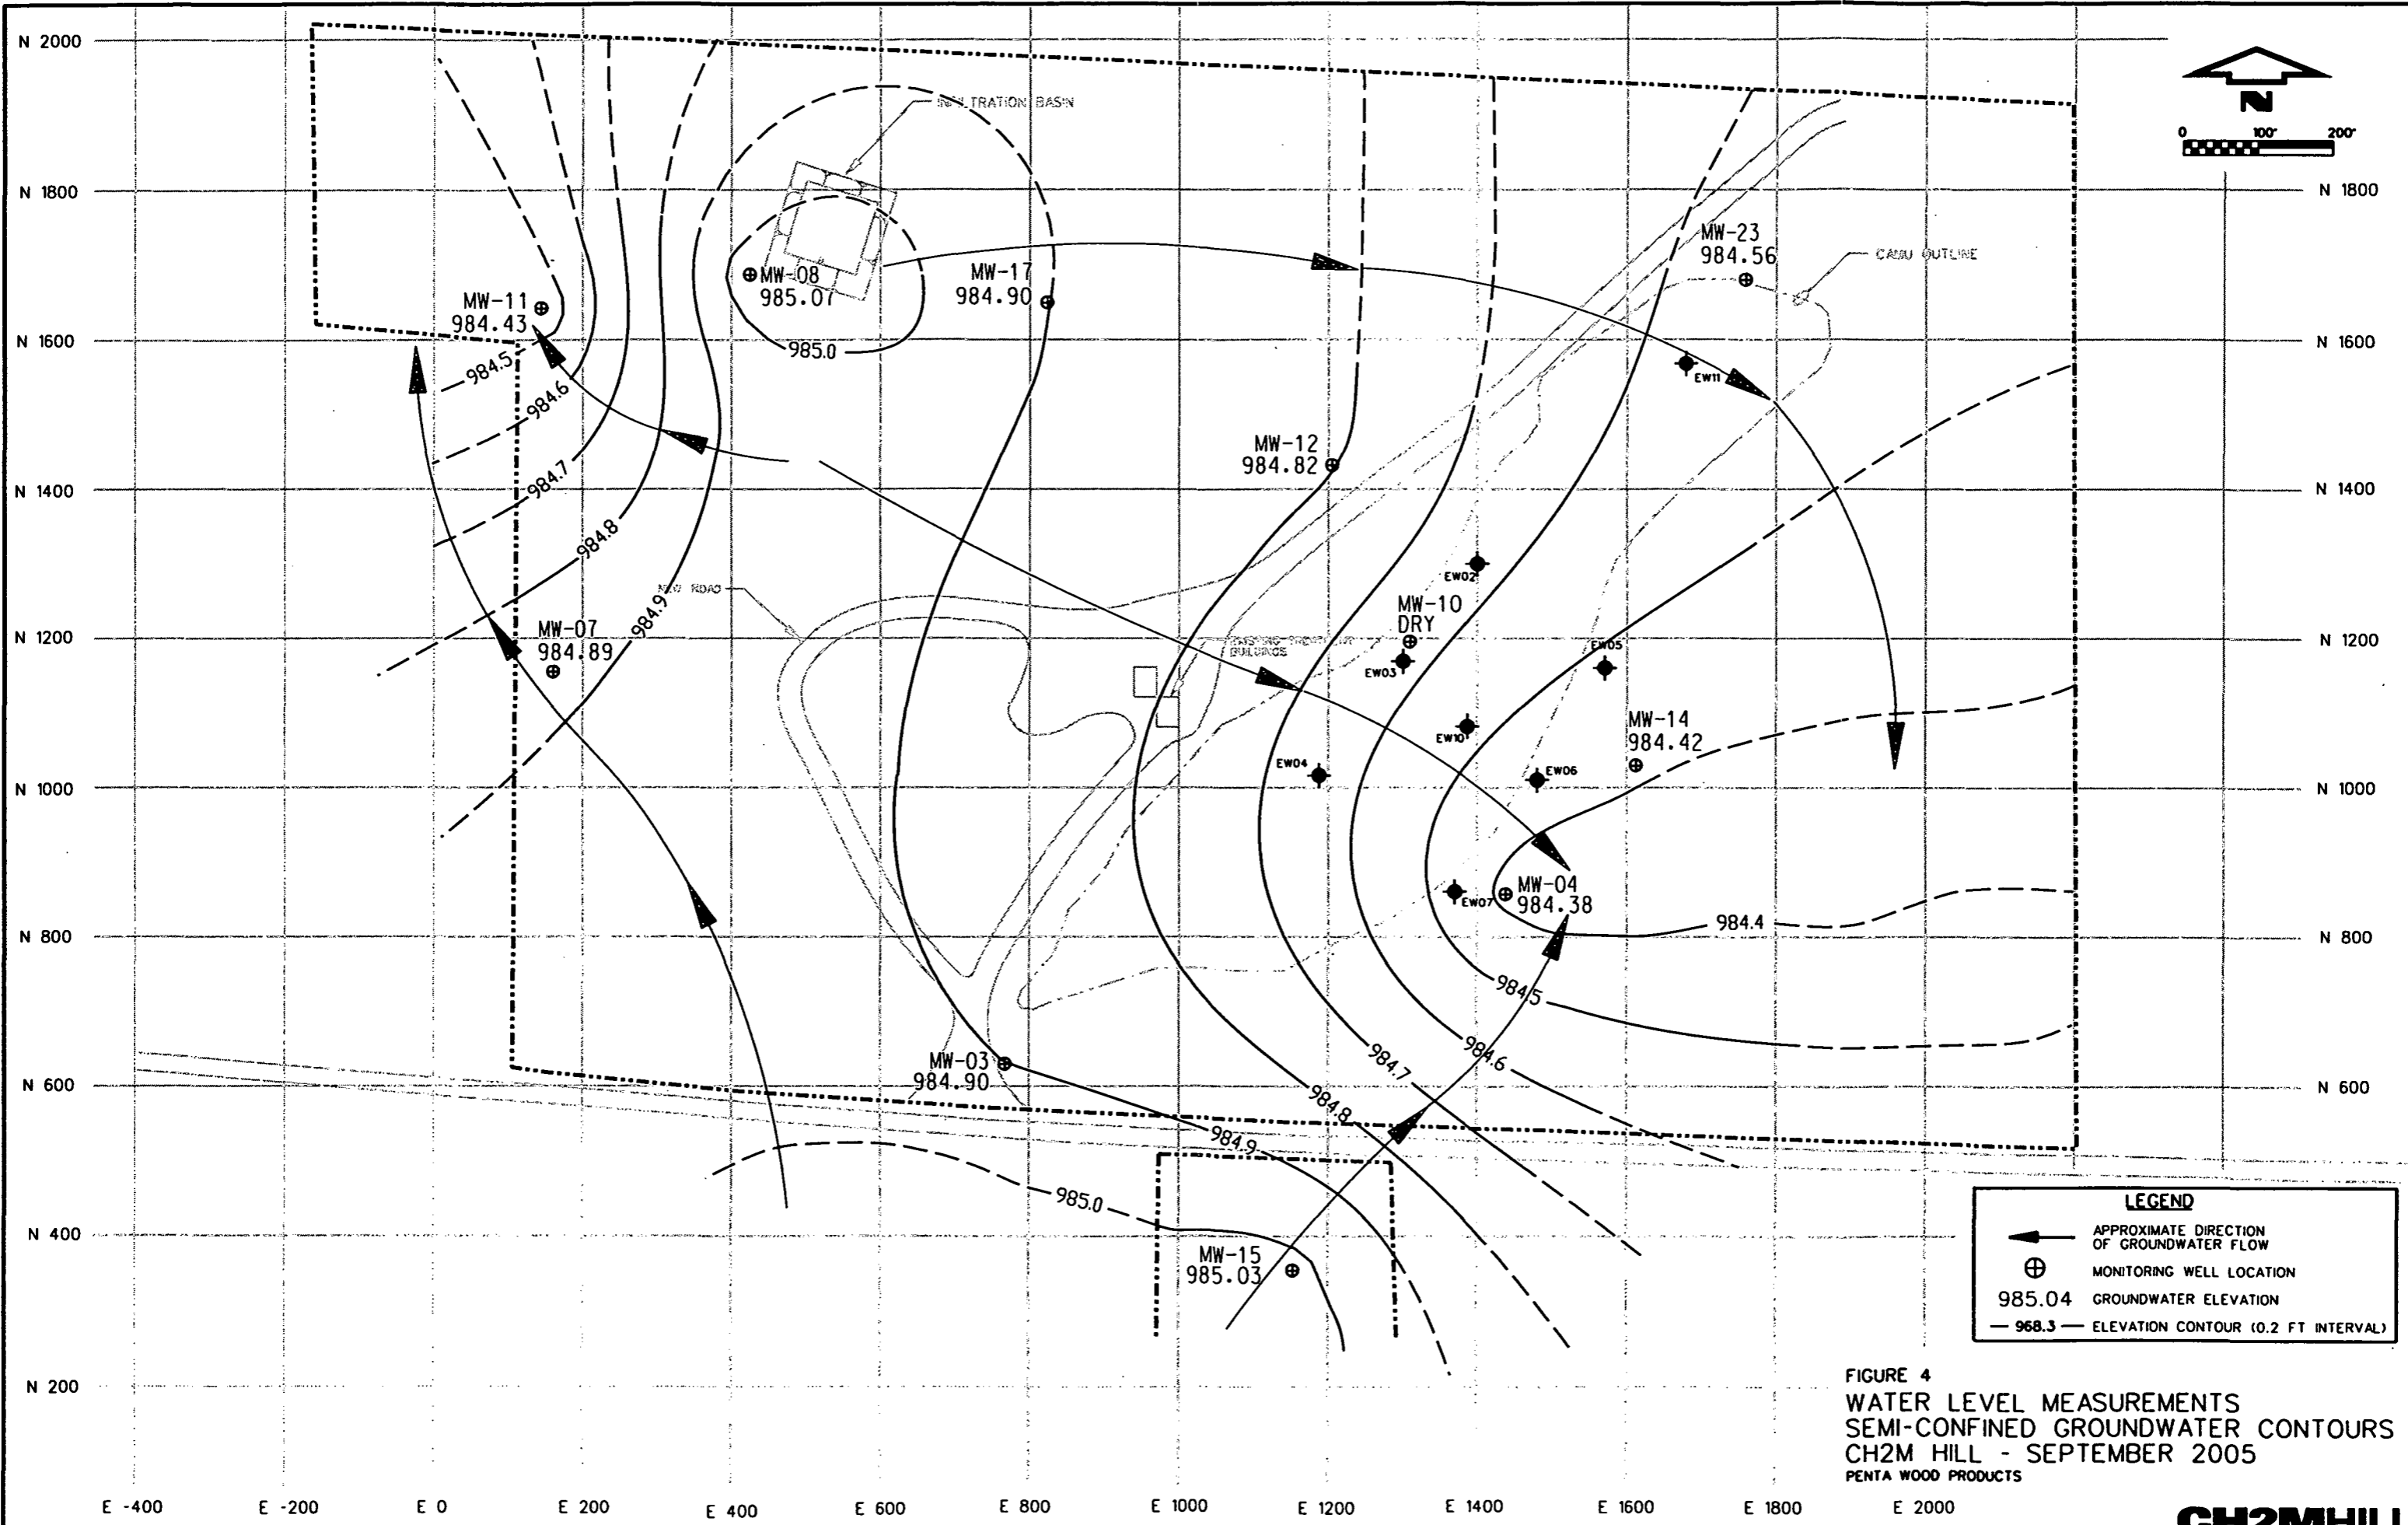 N 2000
INFILTRATION BASIN
N
0 100' 200'
N 1800
N 1800
MW-23
984.56
CAMU OUTLINE
MW-08
985.07
MW-17
984.90
MW-11
984.43
N 1600
984.5
985.0
N 1600
EW11
984.6
MW-12
984.82
984.7
N 1400
N 1400
984.8
EW02
NEW ROAD
984.9
MW-10
DRY
N 1200
MW-07
984.89
BUILDINGS
EW03
EW05
N 1200
MW-14
984.42
EW10
EW04
EW06
N 1000
N 1000
MW-04
984.38
EW07
984.4
N 800
N 800
984.5
984.6
984.7
MW-03
984.90
N 600
984.8
N 600
984.9
985.0
N 400
MW-15
985.03
LEGEND
APPROXIMATE DIRECTION
OF GROUNDWATER FLOW
MONITORING WELL LOCATION
985.04 GROUNDWATER ELEVATION
968.3 ELEVATION CONTOUR (0.2 FT INTERVAL)
N 200
FIGURE 4
WATER LEVEL MEASUREMENTS
SEMI-CONFINED GROUNDWATER CONTOURS
CH2M HILL - SEPTEMBER 2005
PENTA WOOD PRODUCTS
E -400 E -200 E 0 E 200 E 400 E 600 E 800 E 1000 E 1200 E 1400 E 1600 E 1800 E 2000
CH2MHILL